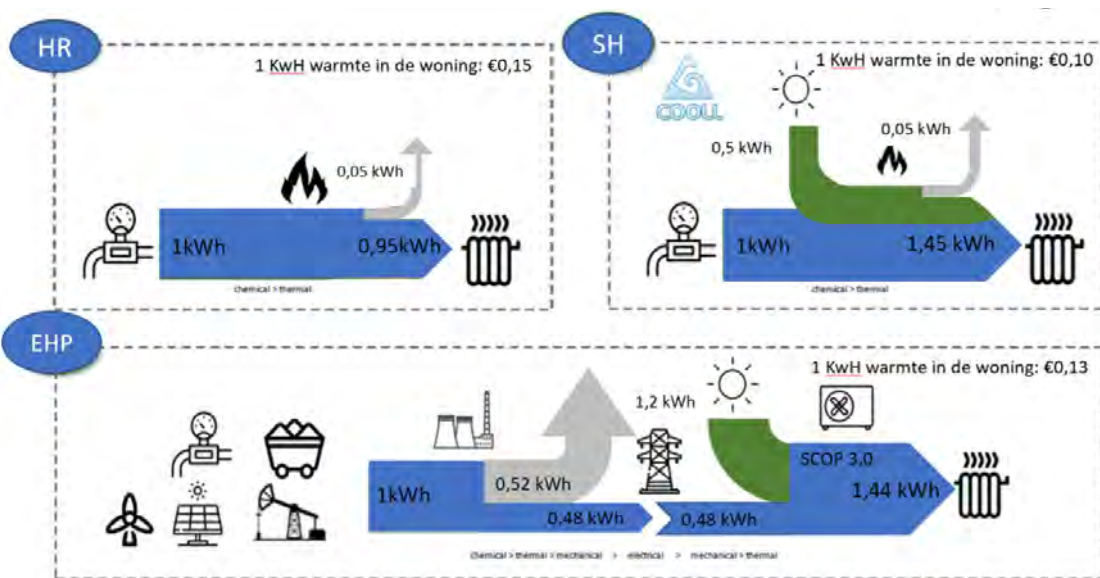 HR
1 KwH warmte in de woning: €0,15
0,05 kWh
1kWh
0,95kWh
chemical > thermal
SH
1 KwH warmte in de woning: €0,10
COOLL
0,5 kWh
0,05 kWh
1kWh
1,45 kWh
chemical > thermal
EHP
1 KwH warmte in de woning: €0,13
1,2 kWh
SCOP 3,0
1kWh
0,52 kWh
1,44 kWh
0,48 kWh
0,48 kWh
chemical > thermal > mechanical > electrical > mechanical > thermal